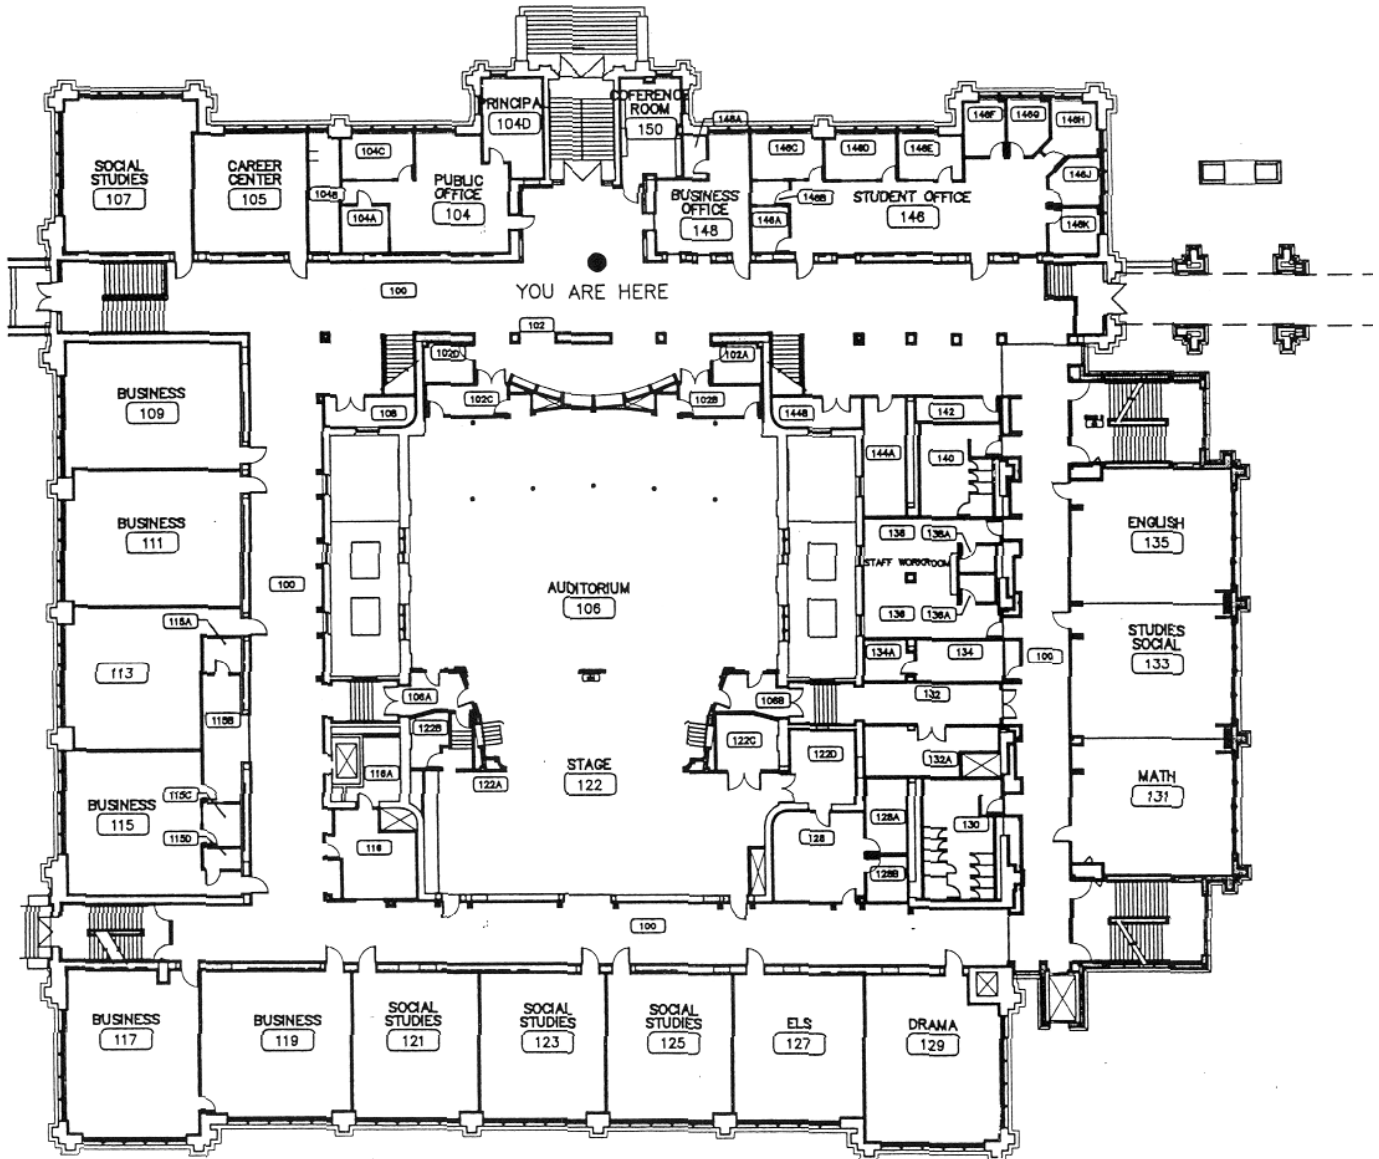 PRINCIPA
104D
COFERENCE
ROOM
150
148A
146F
146G
146H
SOCIAL
STUDIES
107
CAREER
CENTER
105
104B
104C
104A
PUBLIC
OFFICE
104
BUSINESS
OFFICE
148
146C
146D
146E
146B
146A
STUDENT OFFICE
146
146J
146K
100
YOU ARE HERE
102
102D
102A
102C
102B
108
144B
142
BUSINESS
109
144A
140
BUSINESS
111
ENGLISH
135
138
138A
STAFF WORKROOM
136
136A
100
AUDITORIUM
106
115A
113
115B
134A
134
100
STUDIES
SOCIAL
133
106A
106B
132
122B
122C
122D
132A
116A
122A
STAGE
122
MATH
131
115C
BUSINESS
115
115D
116
128
128A
128B
130
100
BUSINESS
117
BUSINESS
119
SOCIAL
STUDIES
121
SOCIAL
STUDIES
123
SOCIAL
STUDIES
125
ELS
127
DRAMA
129